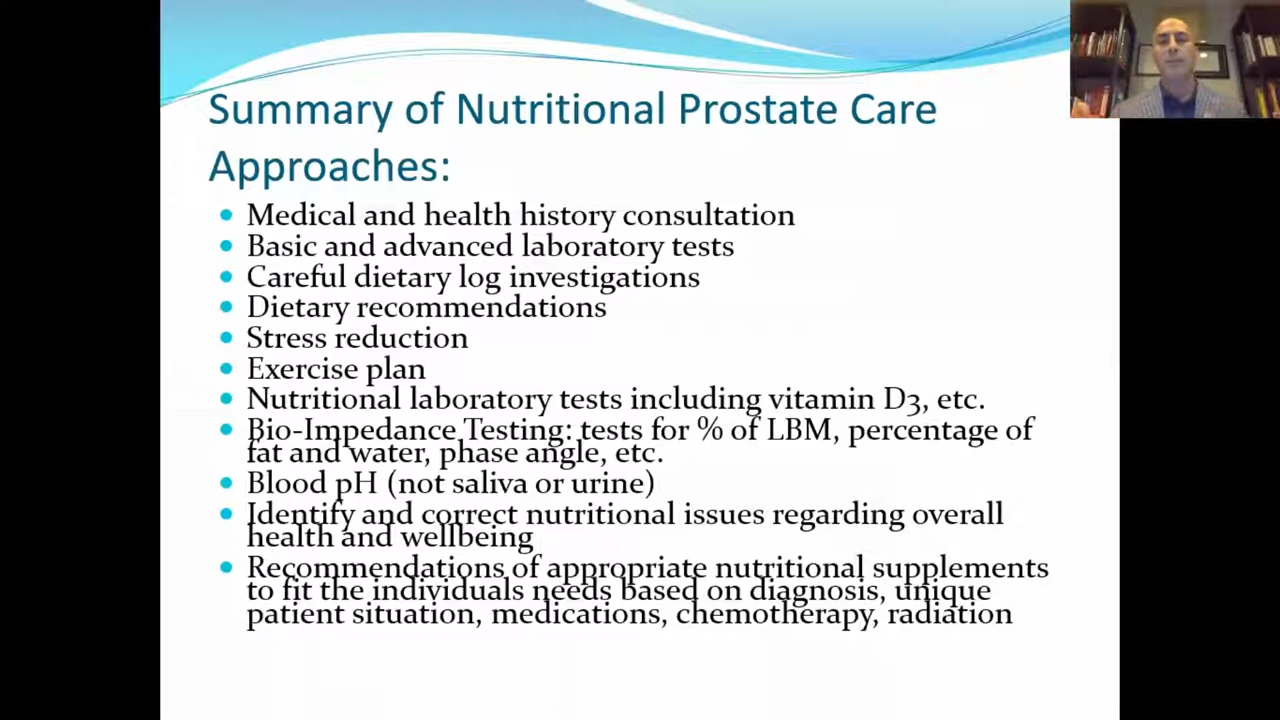 Summary of Nutritional Prostate Care
Approaches:
• Medical and health history consultation
• Basic and advanced laboratory tests
• Careful dietary log investigations
• Dietary recommendations
• Stress reduction
• Exercise plan
• Nutritional laboratory tests including vitamin D3, etc.
• Bio-Impedance Testing: tests for % of LBM, percentage of
fat and water, phase angle, etc.
• Blood pH (not saliva or urine)
• Identify and correct nutritional issues regarding overall
health and wellbeing
• Recommendations of appropriate nutritional supplements
to fit the individuals needs based on diagnosis, unique
patient situation, medications, chemotherapy, radiation